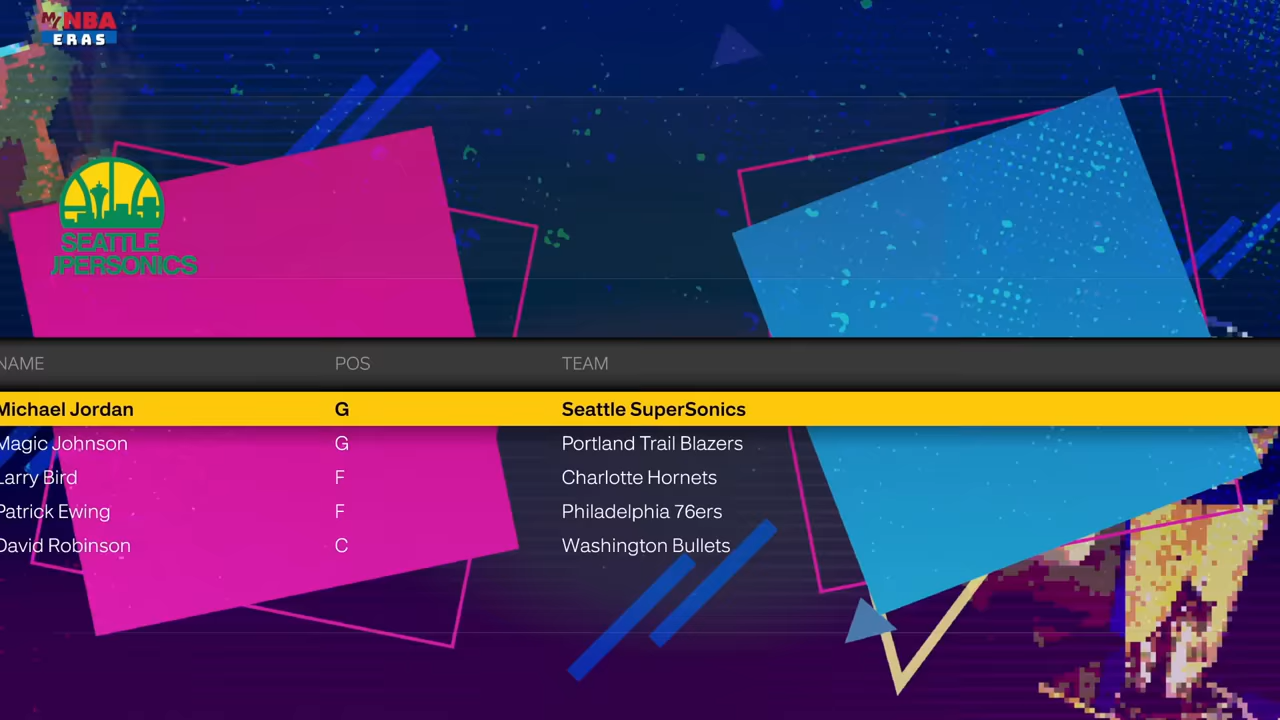 MyNBA
ERAS
SEATTLE
JPERSONICS
NAME POS TEAM
Michael Jordan G Seattle SuperSonics
Magic Johnson G Portland Trail Blazers
Larry Bird F Charlotte Hornets
Patrick Ewing F Philadelphia 76ers
David Robinson C Washington Bullets